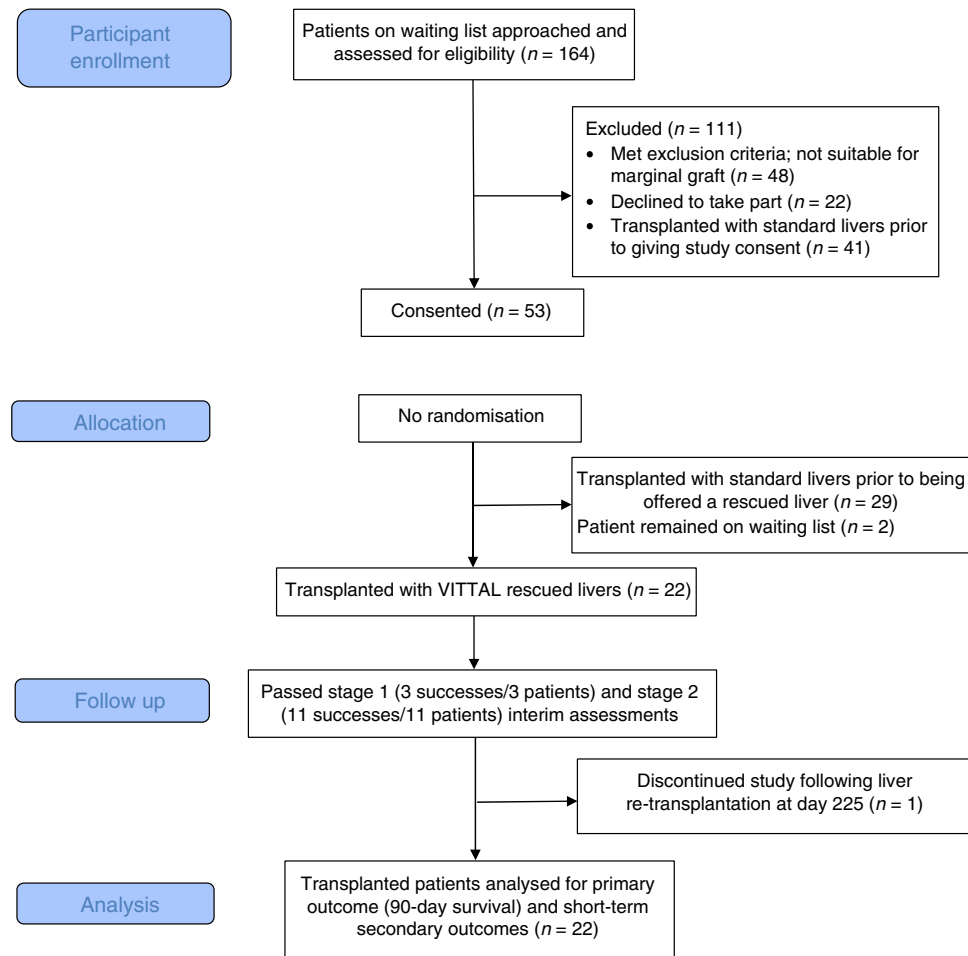 Participant
enrollment
Patients on waiting list approached and
assessed for eligibility (n = 164)
Excluded (n = 111)
• Met exclusion criteria; not suitable for
marginal graft (n = 48)
• Declined to take part (n = 22)
• Transplanted with standard livers prior
to giving study consent (n = 41)
Consented (n = 53)
Allocation
No randomisation
Transplanted with standard livers prior to being
offered a rescued liver (n = 29)
Patient remained on waiting list (n = 2)
Transplanted with VITTAL rescued livers (n = 22)
Follow up
Passed stage 1 (3 successes/3 patients) and stage 2
(11 successes/11 patients) interim assessments
Discontinued study following liver
re-transplantation at day 225 (n = 1)
Analysis
Transplanted patients analysed for primary
outcome (90-day survival) and short-term
secondary outcomes (n = 22)